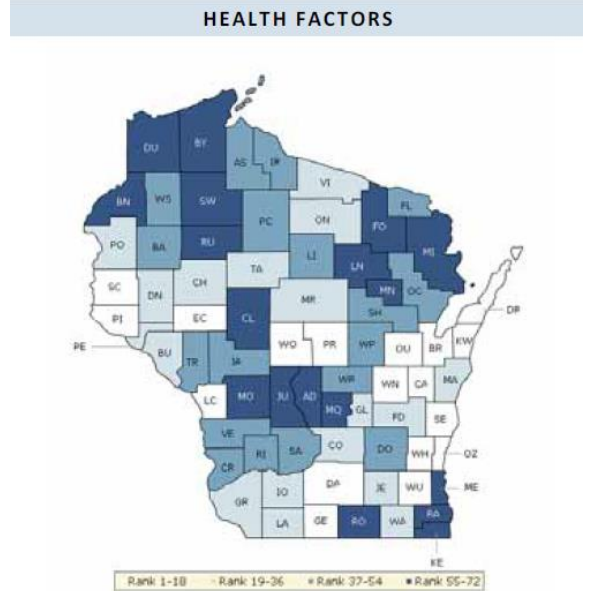 HEALTH FACTORS
DU
BY
AS
IR
VI
BN
WS
SW
PC
ON
FO
FL
PO
BA
RU
LI
LN
MI
SC
DN
CH
TA
MN
OC
PI
EC
CL
MR
SH
DR
PE
BU
TR
JA
WO
PR
WP
OU
BR
KW
LC
MO
JU
AD
WR
WN
CA
MA
MQ
GL
FD
SE
VE
CR
RI
SA
CO
DO
WH
OZ
GR
IO
DA
JE
WU
ME
LA
GE
RO
WA
RA
KE
Rank 1-18 Rank 19-36 Rank 37-54 Rank 55-72